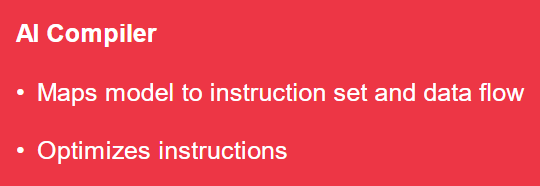 AI Compiler
• Maps model to instruction set and data flow
• Optimizes instructions